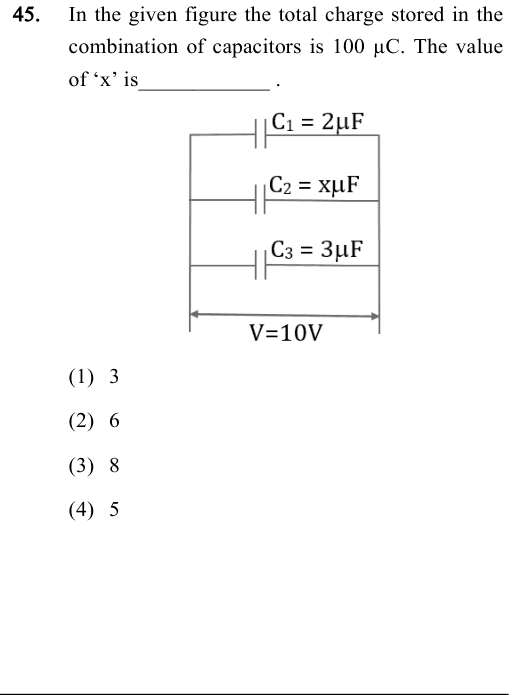 45. In the given figure the total charge stored in the
combination of capacitors is 100 μC. The value
of ‘x’ is____________ .
C₁ = 2μF
C₂ = xμF
C₃ = 3μF
V=10V
(1) 3
(2) 6
(3) 8
(4) 5